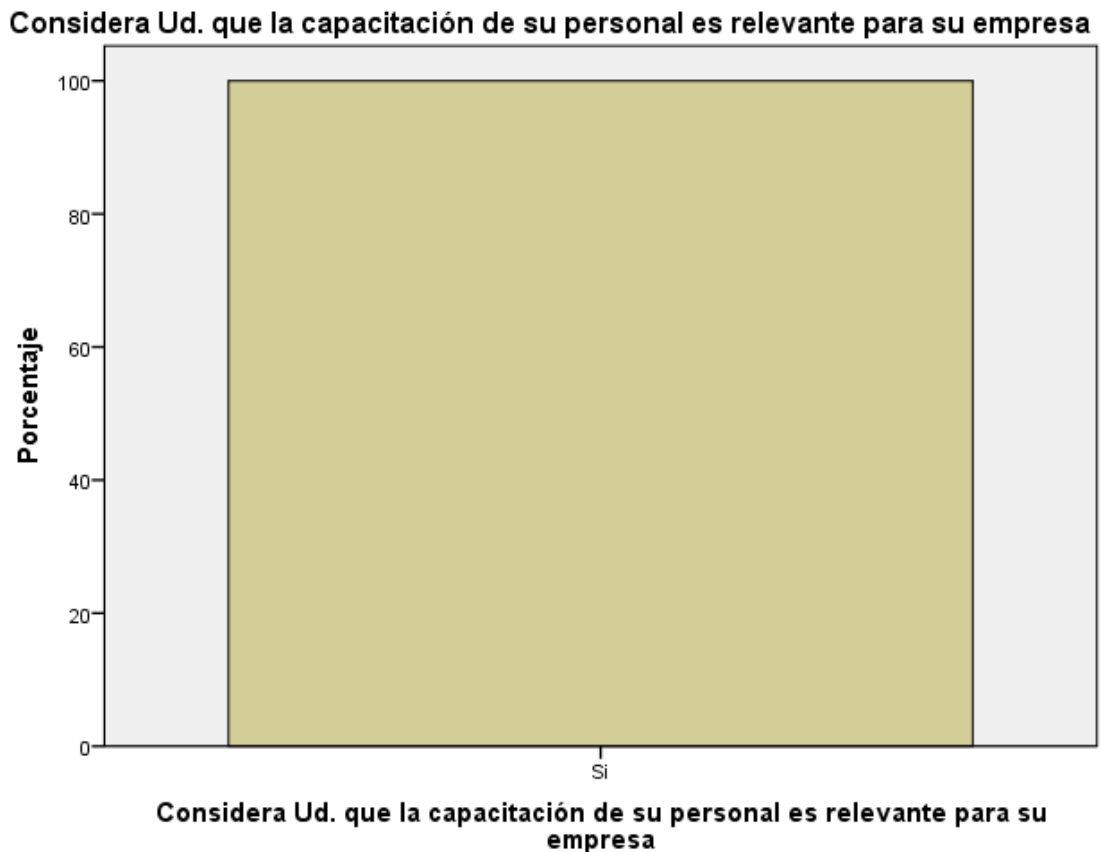 Considera Ud. que la capacitación de su personal es relevante para su empresa
100
80
60
40
20
0
Porcentaje
Si
Considera Ud. que la capacitación de su personal es relevante para su
empresa